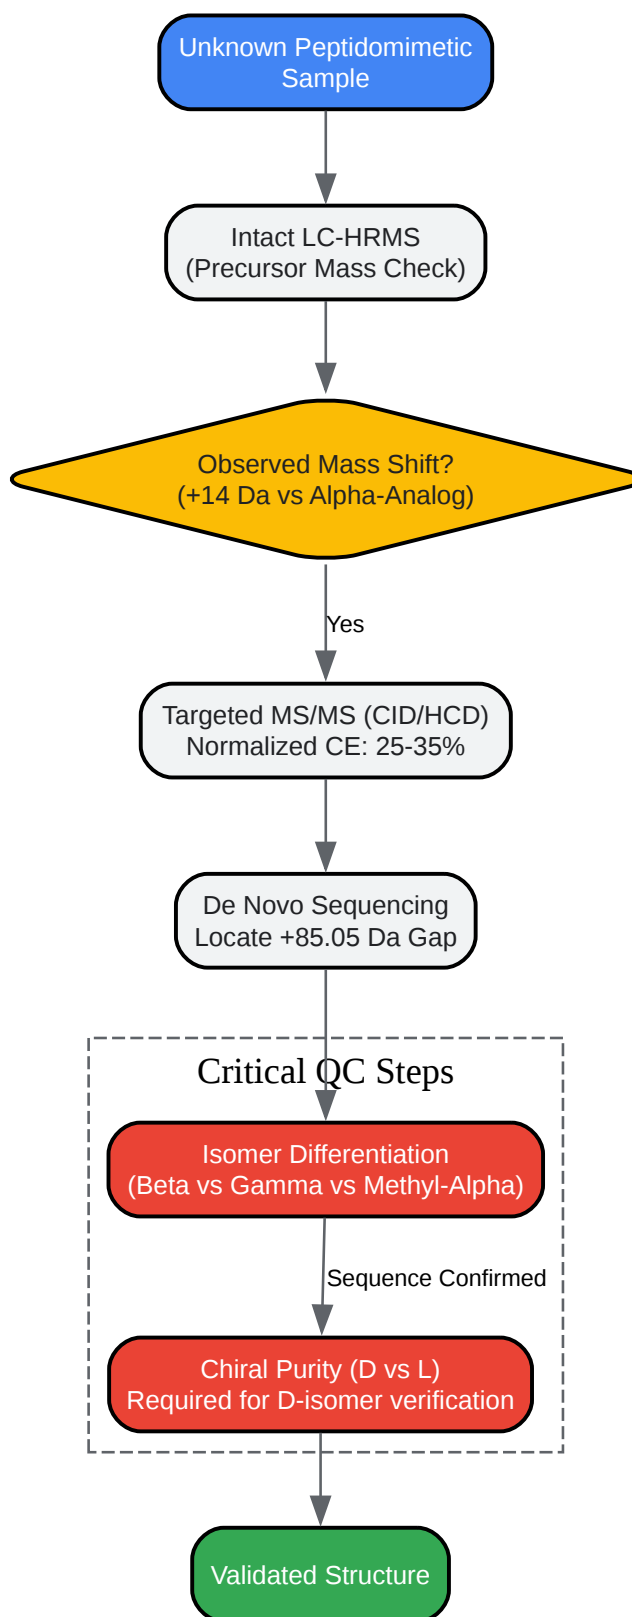 Unknown Peptidomimetic
Sample
Intact LC-HRMS
(Precursor Mass Check)
Observed Mass Shift?
(+14 Da vs Alpha-Analog)
Yes
Targeted MS/MS (CID/HCD)
Normalized CE: 25-35%
De Novo Sequencing
Locate +85.05 Da Gap
Critical QC Steps
Isomer Differentiation
(Beta vs Gamma vs Methyl-Alpha)
Sequence Confirmed
Chiral Purity (D vs L)
Required for D-isomer verification
Validated Structure